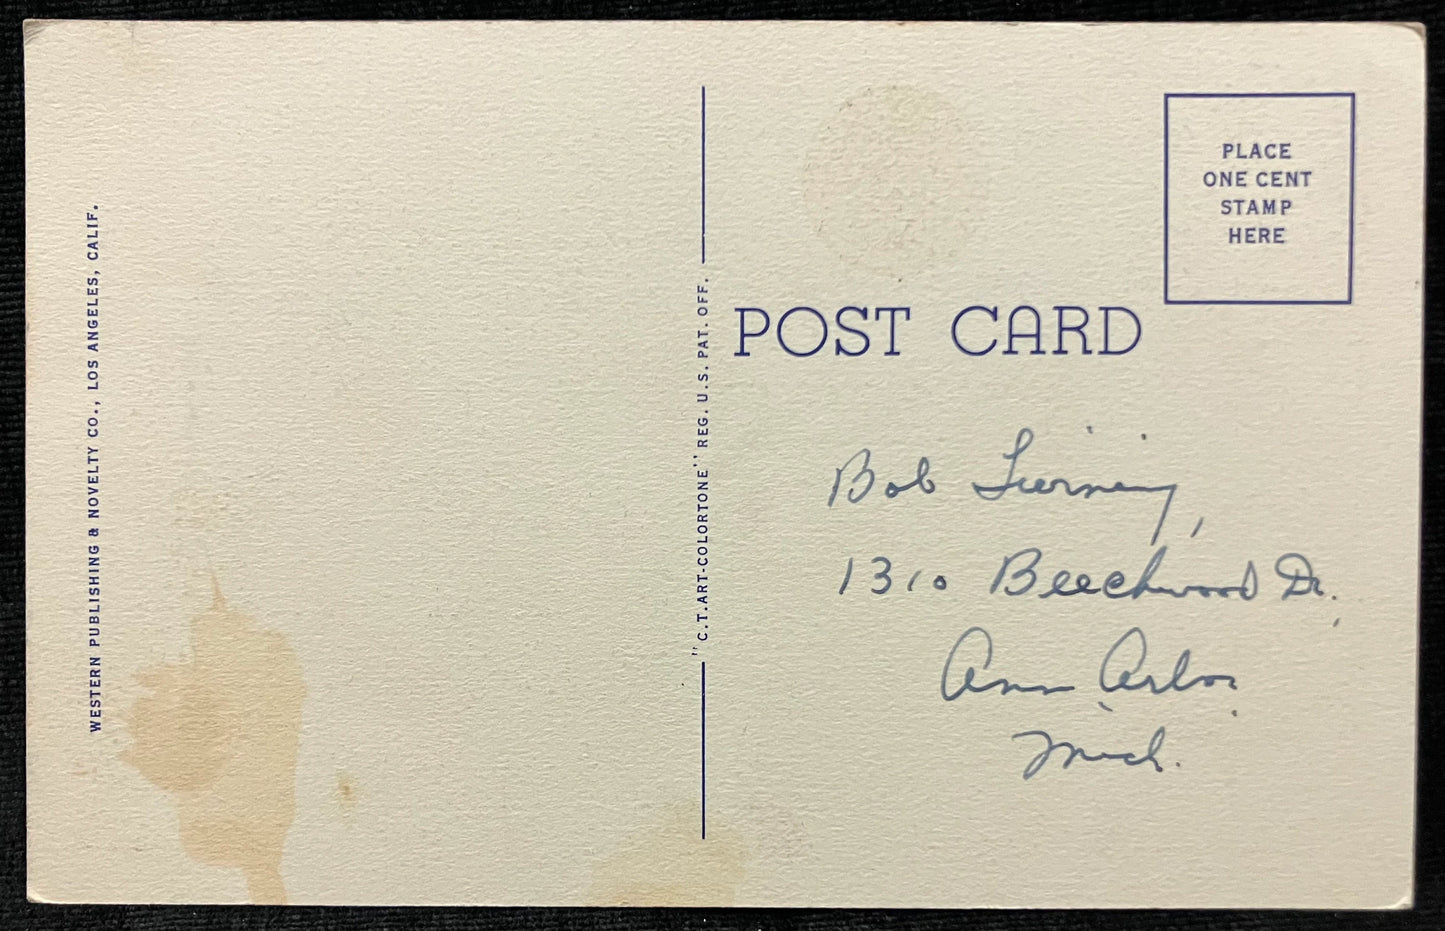 WESTERN PUBLISHING & NOVELTY CO., LOS ANGELES, CALIF.
"C.T. ART-COLORTONE" REG. U.S. PAT. OFF.
PLACE
ONE CENT
STAMP
HERE
POST CARD
Bob
1310 Beechwood Dr.
Ann Arbor
Mich.